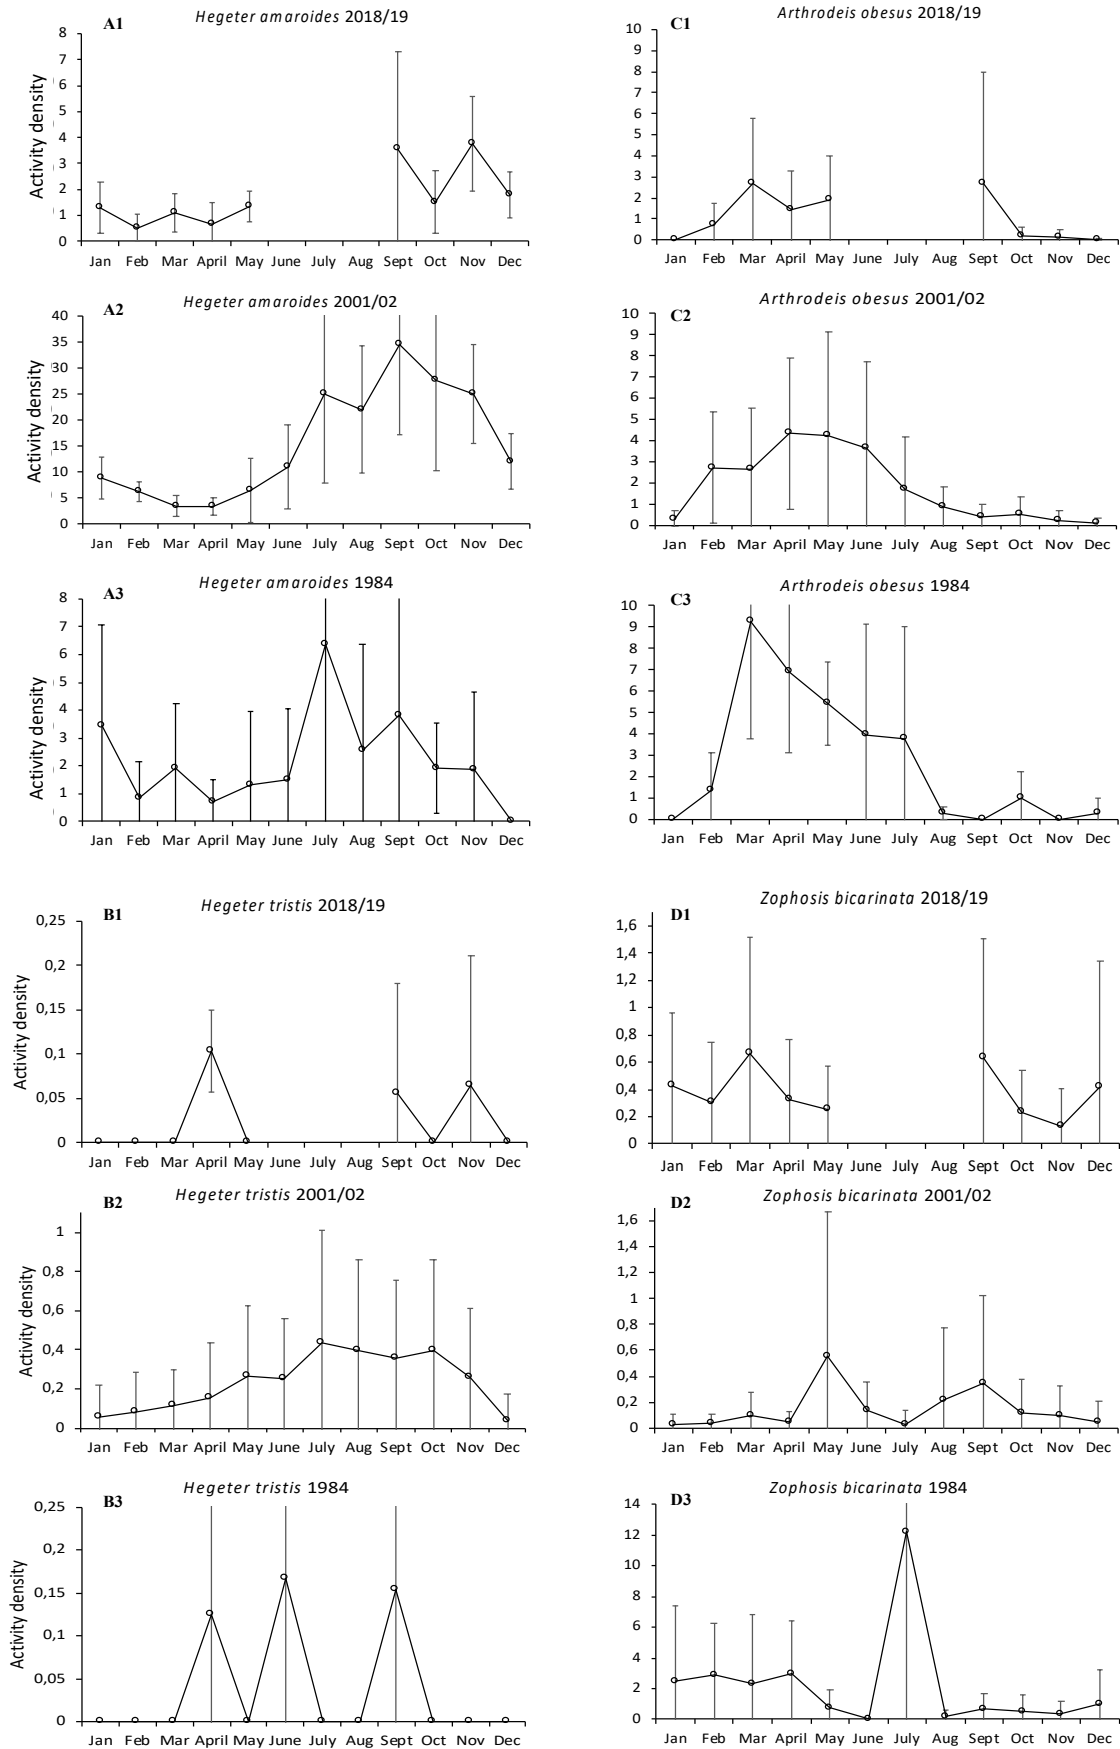 A1
Hegeter amaroides 2018/19
Activity density
8
7
6
5
4
3
2
1
0
Jan Feb Mar April May June July Aug Sept Oct Nov Dec
C1
Arthrodeis obesus 2018/19
10
9
8
7
6
5
4
3
2
1
0
Jan Feb Mar April May June July Aug Sept Oct Nov Dec
A2
Hegeter amaroides 2001/02
Activity density
40
35
30
25
20
15
10
5
0
Jan Feb Mar April May June July Aug Sept Oct Nov Dec
C2
Arthrodeis obesus 2001/02
10
9
8
7
6
5
4
3
2
1
0
Jan Feb Mar April May June July Aug Sept Oct Nov Dec
A3
Hegeter amaroides 1984
Activity density
8
7
6
5
4
3
2
1
0
Jan Feb Mar April May June July Aug Sept Oct Nov Dec
C3
Arthrodeis obesus 1984
10
9
8
7
6
5
4
3
2
1
0
Jan Feb Mar April May June July Aug Sept Oct Nov Dec
B1
Hegeter tristis 2018/19
Activity density
0,25
0,2
0,15
0,1
0,05
0
Jan Feb Mar April May June July Aug Sept Oct Nov Dec
D1
Zophosis bicarinata 2018/19
1,6
1,4
1,2
1
0,8
0,6
0,4
0,2
0
Jan Feb Mar April May June July Aug Sept Oct Nov Dec
B2
Hegeter tristis 2001/02
Activity density
1
0,8
0,6
0,4
0,2
0
Jan Feb Mar April May June July Aug Sept Oct Nov Dec
D2
Zophosis bicarinata 2001/02
1,6
1,4
1,2
1
0,8
0,6
0,4
0,2
0
Jan Feb Mar April May June July Aug Sept Oct Nov Dec
B3
Hegeter tristis 1984
Activity density
0,25
0,2
0,15
0,1
0,05
0
Jan Feb Mar April May June July Aug Sept Oct Nov Dec
D3
Zophosis bicarinata 1984
14
12
10
8
6
4
2
0
Jan Feb Mar April May June July Aug Sept Oct Nov Dec